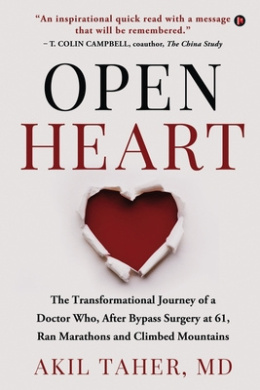 "An inspirational quick read with a message
that will be remembered."
– T. COLIN CAMPBELL, coauthor, The China Study
OPEN
HEART
The Transformational Journey of a
Doctor Who, After Bypass Surgery at 61,
Ran Marathons and Climbed Mountains
AKIL TAHER, MD